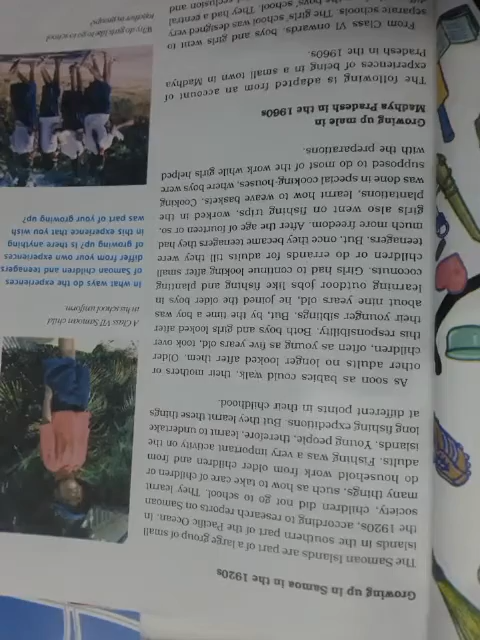 Growing up in Samoa in the 1920s
The Samoan Islands are part of a large group of small
islands in the southern part of the Pacific Ocean. In
the 1920s, according to research reports on Samoan
society, children did not go to school. They learnt
many things, such as how to take care of children or
do household work from older children and from
adults. Fishing was a very important activity on the
islands. Young people, therefore, learnt to undertake
long fishing expeditions. But they learnt these things
at different points in their childhood.
As soon as babies could walk, their mothers or
other adults no longer looked after them. Older
children, often as young as five years old, took over
this responsibility. Both boys and girls looked after
their younger siblings. But, by the time a boy was
about nine years old, he joined the older boys in
learning outdoor jobs like fishing and planting
coconuts. Girls had to continue looking after small
children or do errands for adults till they were
teenagers. But, once they became teenagers they had
much more freedom. After the age of fourteen or so,
girls also went on fishing trips, worked in the
plantations, learnt how to weave baskets. Cooking
was done in special cooking-houses, where boys were
supposed to do most of the work while girls helped
with the preparations.
Growing up male in
Madhya Pradesh in the 1960s
The following is adapted from an account of
experiences of being in a small town in Madhya
Pradesh in the 1960s.
From Class VI onwards, boys and girls went to
separate schools. The girls' school was designed very
the boys' school. They had a central
seclusion and
A Class VII Samoan child
in his school uniform.
In what ways do the experiences
of Samoan children and teenagers
differ from your own experiences
of growing up? Is there anything
in this experience that you wish
was part of your growing up?
Why do girls like to go to school
together in groups?